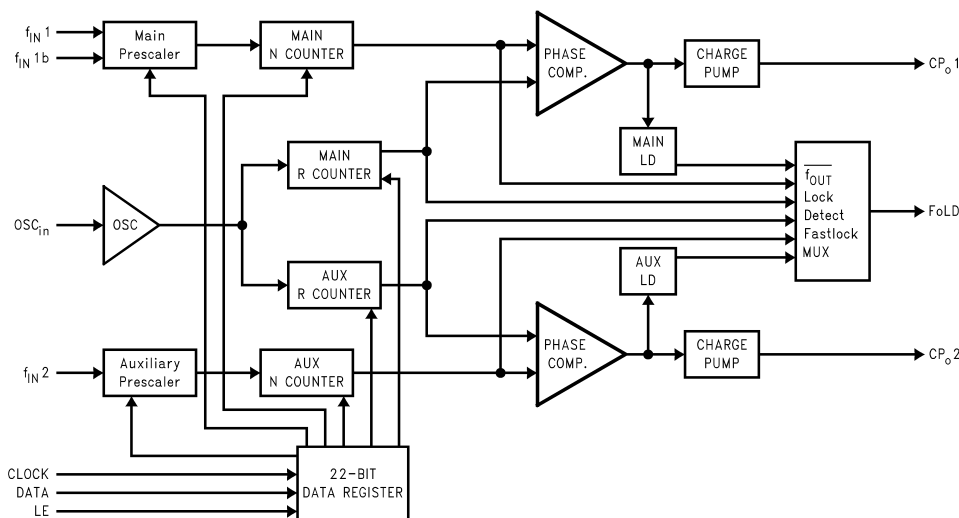 f_IN 1
f_IN 1b
Main
Prescaler
MAIN
N COUNTER
PHASE
COMP.
CHARGE
PUMP
CP_o 1
MAIN
LD
MAIN
R COUNTER
OSC_in
OSC
f_OUT
Lock
Detect
Fastlock
MUX
FoLD
AUX
R COUNTER
AUX
LD
f_IN 2
Auxiliary
Prescaler
AUX
N COUNTER
PHASE
COMP.
CHARGE
PUMP
CP_o 2
CLOCK
DATA
LE
22-BIT
DATA REGISTER